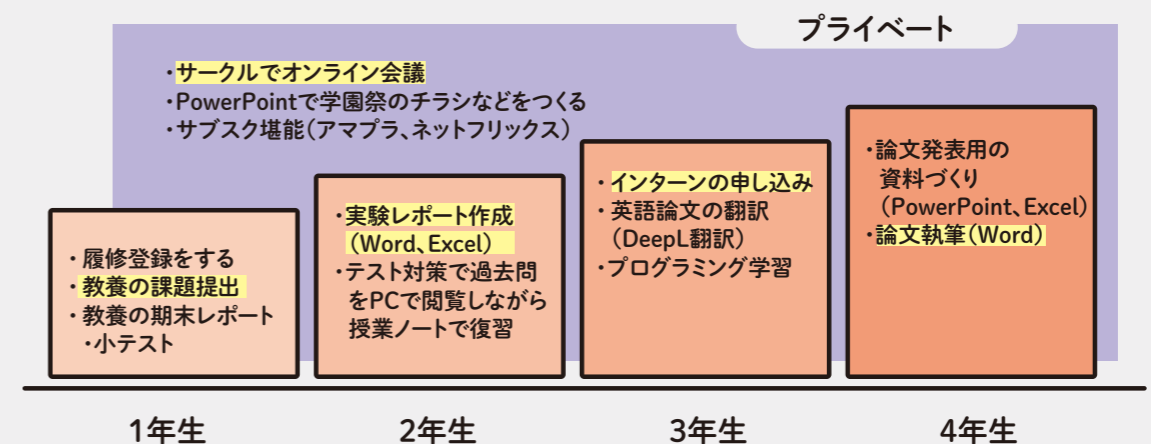 プライベート
・サークルでオンライン会議
・PowerPointで学園祭のチラシなどをつくる
・サブスク堪能(アマプラ、ネットフリックス)
・履修登録をする
・教養の課題提出
・教養の期末レポート
・小テスト
・実験レポート作成
(Word、Excel)
・テスト対策で過去問
をPCで閲覧しながら
授業ノートで復習
・インターンの申し込み
・英語論文の翻訳
(DeepL翻訳)
・プログラミング学習
・論文発表用の
資料づくり
(PowerPoint、Excel)
・論文執筆(Word)
1年生
2年生
3年生
4年生